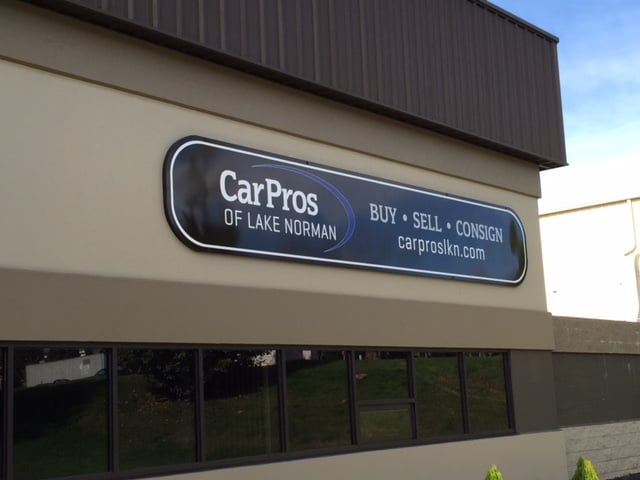 CarPros
OF LAKE NORMAN
BUY • SELL • CONSIGN
carproslkn.com